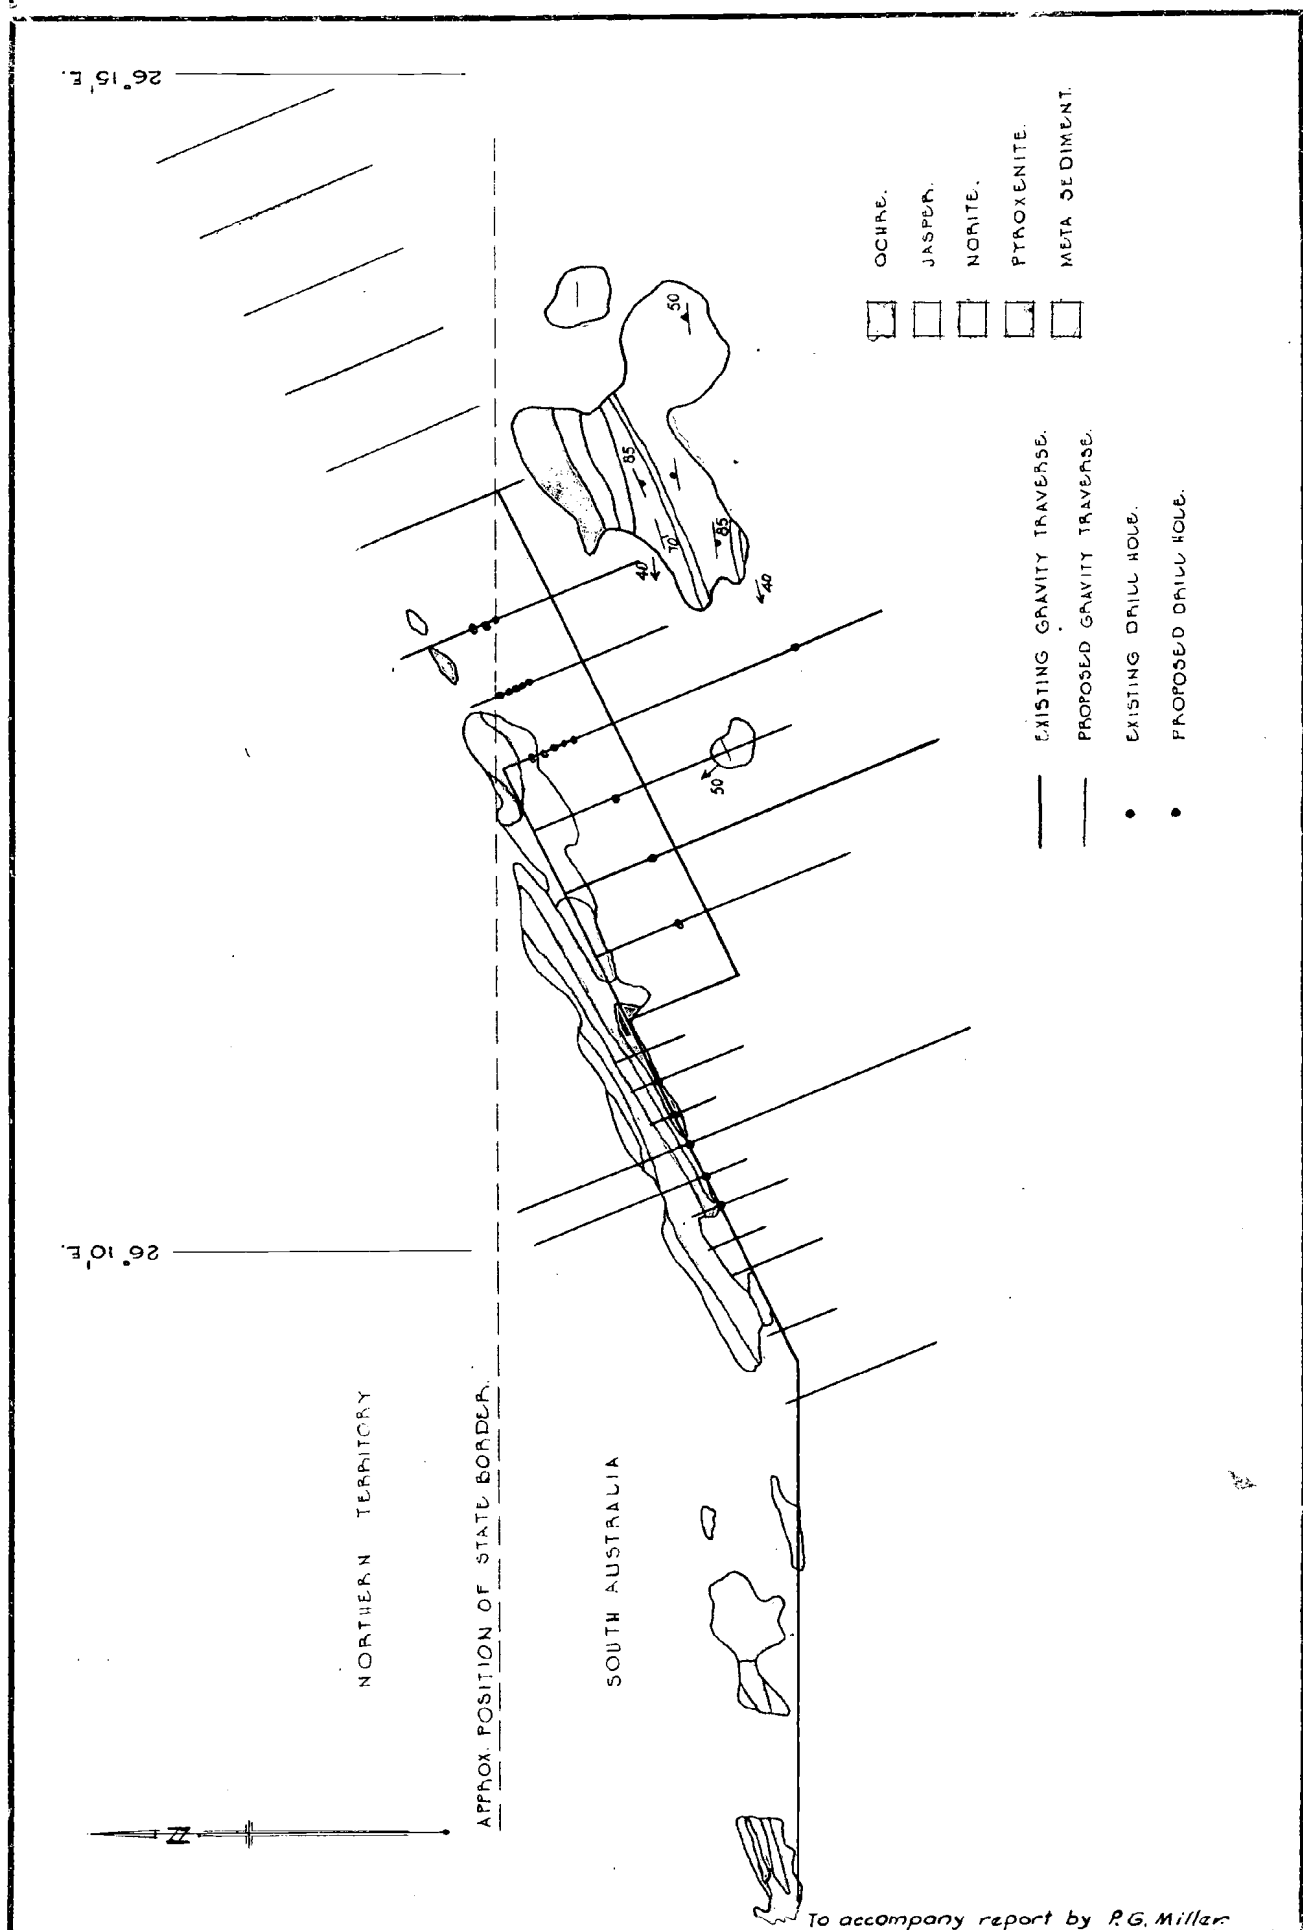 26°15'E.
26°10'E.
N
NORTHERN TERRITORY
APPROX. POSITION OF STATE BORDER.
SOUTH AUSTRALIA
50
85
70
85
40
40
50
OCHRE.
JASPER.
NORITE.
PYROXENITE.
META SEDIMENT.
EXISTING GRAVITY TRAVERSE.
PROPOSED GRAVITY TRAVERSE.
EXISTING DRILL HOLE.
PROPOSED DRILL HOLE.
To accompany report by P.G. Miller.